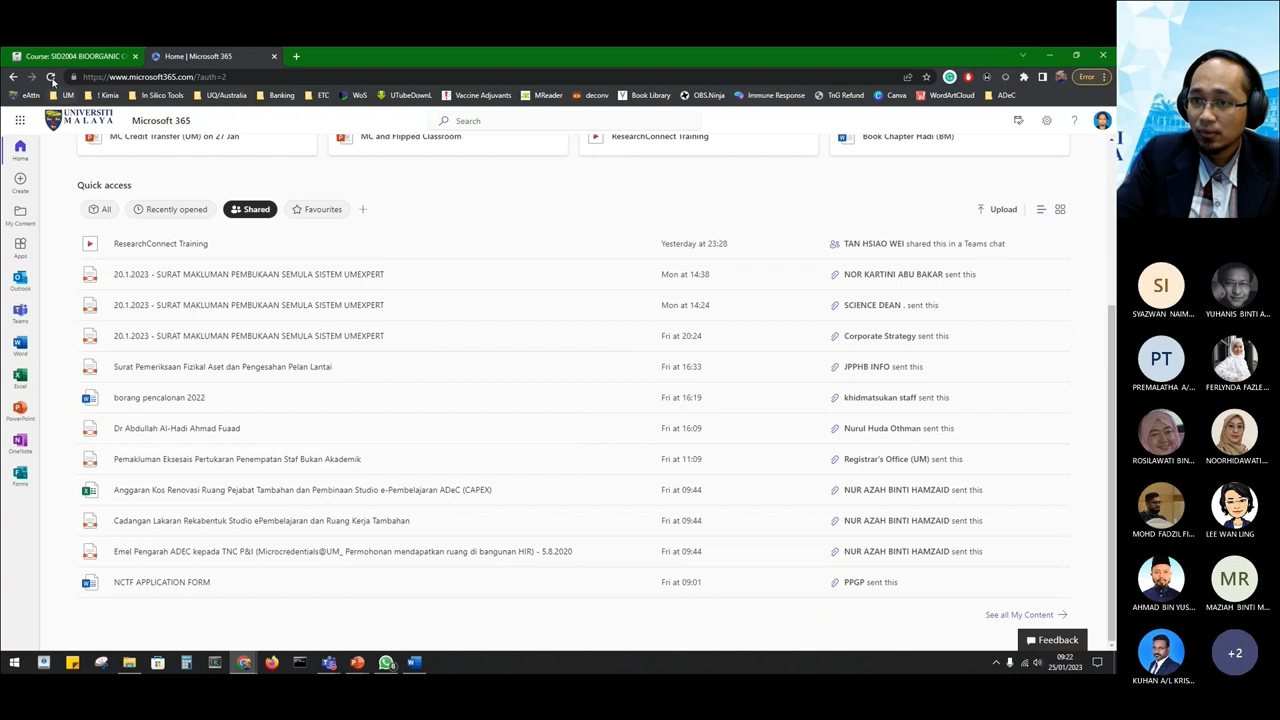 Course: SID2004 BIOORGANIC C
Home | Microsoft 365
https://www.microsoft365.com/?auth=2
Error
eAttn
UM
! Kimia
In Silico Tools
UQ/Australia
Banking
ETC
WoS
UTubeDownL
Vaccine Adjuvants
MReader
deconv
Book Library
OBS.Ninja
Immune Response
TnG Refund
Canva
WordArtCloud
ADeC
UNIVERSITI
MALAYA
Microsoft 365
Search
Home
Create
My Content
Apps
Outlook
Teams
Word
Excel
PowerPoint
OneNote
Forms
MC Credit Transfer (UM) on 27 Jan
MC and Flipped Classroom
ResearchConnect Training
Book Chapter Hadi (BM)
Quick access
All
Recently opened
Shared
Favourites
Upload
ResearchConnect Training Yesterday at 23:28 TAN HSIAO WEI shared this in a Teams chat
20.1.2023 - SURAT MAKLUMAN PEMBUKAAN SEMULA SISTEM UMEXPERT Mon at 14:38 NOR KARTINI ABU BAKAR sent this
20.1.2023 - SURAT MAKLUMAN PEMBUKAAN SEMULA SISTEM UMEXPERT Mon at 14:24 SCIENCE DEAN . sent this
20.1.2023 - SURAT MAKLUMAN PEMBUKAAN SEMULA SISTEM UMEXPERT Fri at 20:24 Corporate Strategy sent this
Surat Pemeriksaan Fizikal Aset dan Pengesahan Pelan Lantai Fri at 16:33 JPPHB INFO sent this
borang pencalonan 2022 Fri at 16:19 khidmatsukan staff sent this
Dr Abdullah Al-Hadi Ahmad Fuaad Fri at 16:09 Nurul Huda Othman sent this
Pemakluman Eksesais Pertukaran Penempatan Staf Bukan Akademik Fri at 11:09 Registrar's Office (UM) sent this
Anggaran Kos Renovasi Ruang Pejabat Tambahan dan Pembinaan Studio e-Pembelajaran ADeC (CAPEX) Fri at 09:44 NUR AZAH BINTI HAMZAID sent this
Cadangan Lakaran Rekabentuk Studio ePembelajaran dan Ruang Kerja Tambahan Fri at 09:44 NUR AZAH BINTI HAMZAID sent this
Emel Pengarah ADEC kepada TNC P&I (Microcredentials@UM_ Permohonan mendapatkan ruang di bangunan HIR) - 5.8.2020 Fri at 09:44 NUR AZAH BINTI HAMZAID sent this
NCTF APPLICATION FORM Fri at 09:01 PPGP sent this
See all My Content
Feedback
09:22
25/01/2023
SI
SYAZWAN NAIM...
YUHANIS BINTI A...
PT
PREMALATHA A/...
FERLYNDA FAZLE...
ROSILAWATI BIN...
NOORHIDAWATI...
MOHD FADZIL FI...
LEE WAN LING
AHMAD BIN YUS...
MR
MAZIAH BINTI M...
KUHAN A/L KRIS...
+2